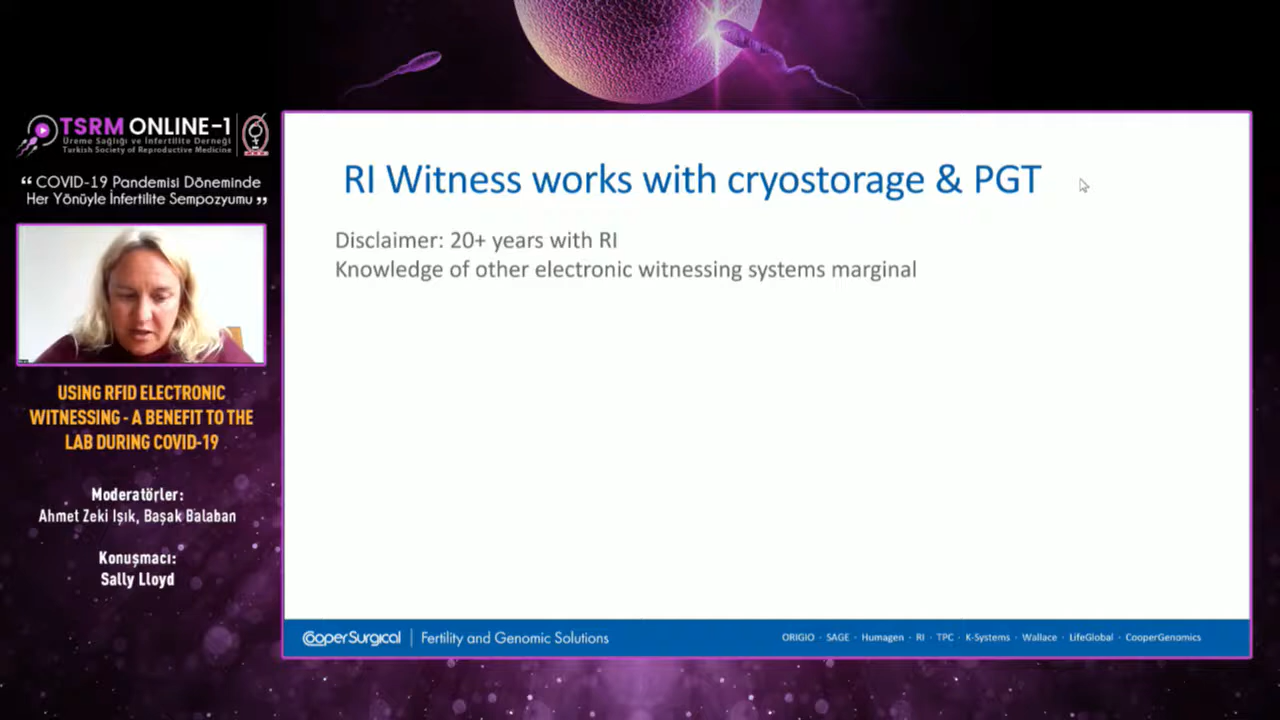 TSRM ONLINE-1
Üreme Sağlığı ve İnfertilite Derneği
Turkish Society of Reproductive Medicine
“ COVID-19 Pandemisi Döneminde
Her Yönüyle İnfertilite Sempozyumu ”
USING RFID ELECTRONIC
WITNESSING - A BENEFIT TO THE
LAB DURING COVID-19
Moderatörler:
Ahmet Zeki Işık, Başak Balaban
Konuşmacı:
Sally Lloyd
RI Witness works with cryostorage & PGT
Disclaimer: 20+ years with RI
Knowledge of other electronic witnessing systems marginal
CooperSurgical | Fertility and Genomic Solutions
ORIGIO · SAGE · Humagen · RI · TPC · K-Systems · Wallace · LifeGlobal · CooperGenomics